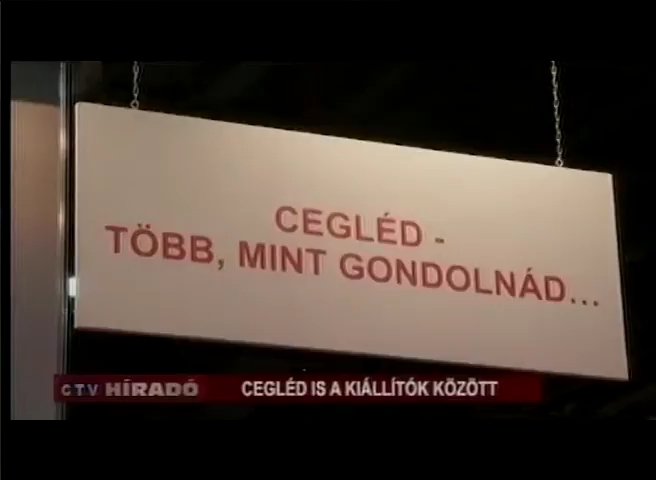 CEGLÉD -
TÖBB, MINT GONDOLNÁD...
CTV HÍRADÓ CEGLÉD IS A KIÁLLÍTÓK KÖZÖTT